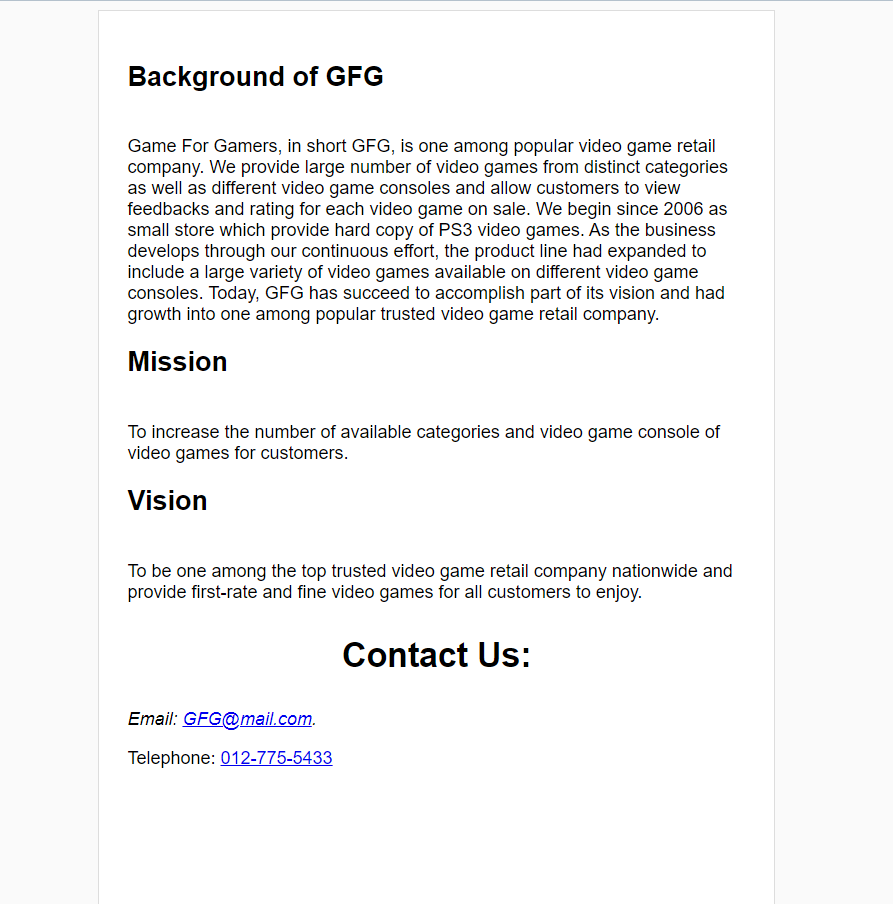 Background of GFG
Game For Gamers, in short GFG, is one among popular video game retail
company. We provide large number of video games from distinct categories
as well as different video game consoles and allow customers to view
feedbacks and rating for each video game on sale. We begin since 2006 as
small store which provide hard copy of PS3 video games. As the business
develops through our continuous effort, the product line had expanded to
include a large variety of video games available on different video game
consoles. Today, GFG has succeed to accomplish part of its vision and had
growth into one among popular trusted video game retail company.
Mission
To increase the number of available categories and video game console of
video games for customers.
Vision
To be one among the top trusted video game retail company nationwide and
provide first-rate and fine video games for all customers to enjoy.
Contact Us:
Email: GFG@mail.com.
Telephone: 012-775-5433